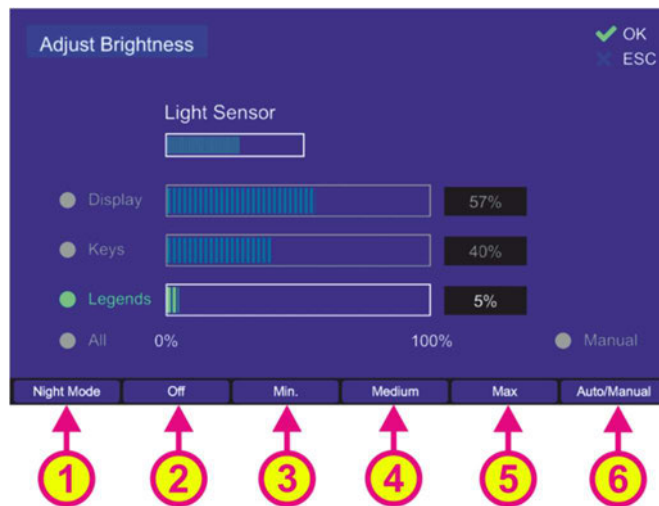 Adjust Brightness
OK
ESC
Light Sensor
Display 57%
Keys 40%
Legends 5%
All 0% 100% Manual
Night Mode Off Min. Medium Max Auto/Manual
1 2 3 4 5 6